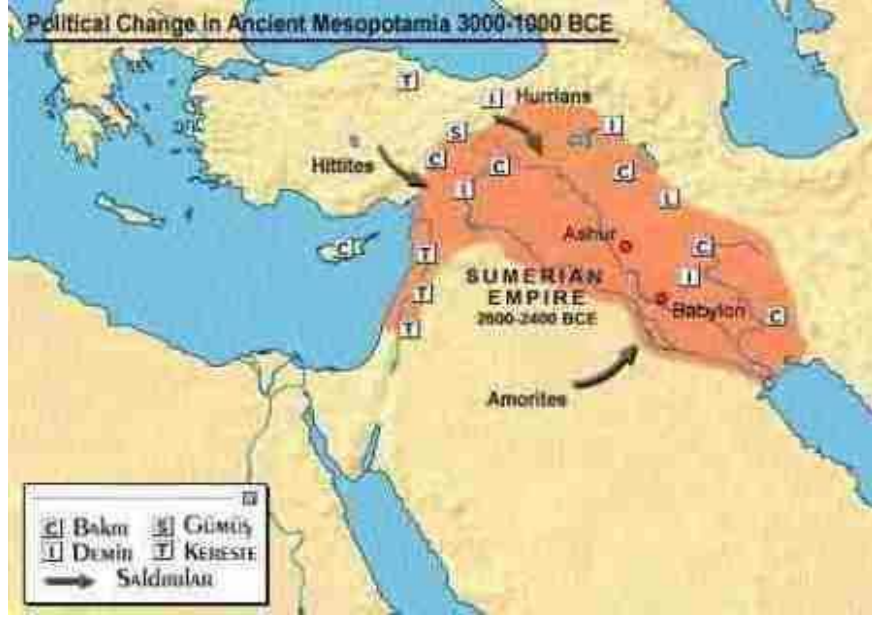 Political Change in Ancient Mesopotamia 3000-1000 BCE
T
I Hurrians
S
I
Hittites
C
C
C
I
I
Ashur
C
C
T
SUMERIAN
I
EMPIRE
T
2600-2400 BCE
Babylon
C
T
Amorites
C Bakır S Gümüş
I Demir T Kereste
Saldırılar